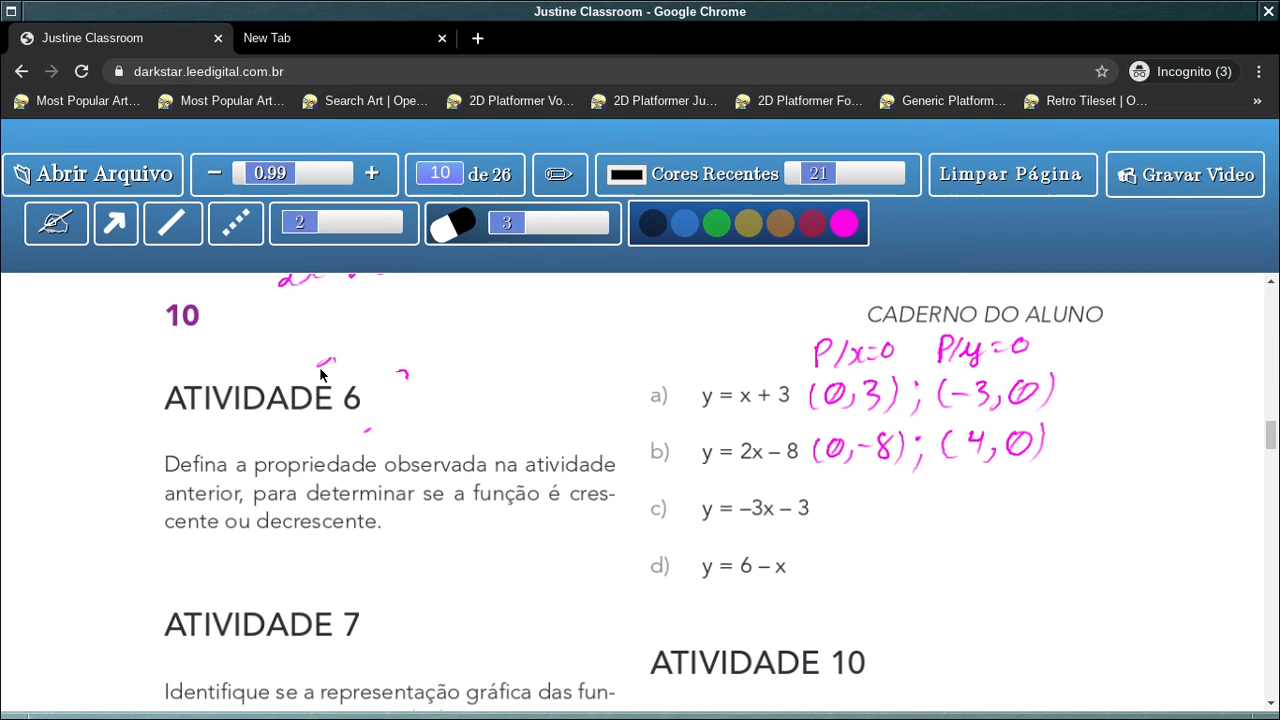 Justine Classroom - Google Chrome
Justine Classroom
New Tab
darkstar.leedigital.com.br
Incognito (3)
Most Popular Art...
Most Popular Art...
Search Art | Ope...
2D Platformer Vo...
2D Platformer Ju...
2D Platformer Fo...
Generic Platform...
Retro Tileset | O...
»
Abrir Arquivo
− 0.99 +
10 de 26
Cores Recentes 21
Limpar Página
Gravar Video
2
3
10
CADERNO DO ALUNO
ATIVIDADE 6
Defina a propriedade observada na atividade
anterior, para determinar se a função é cres-
cente ou decrescente.
ATIVIDADE 7
Identifique se a representação gráfica das fun-
P/x=0 P/y=0
a) y = x + 3 (0,3) ; (-3,0)
b) y = 2x – 8 (0,-8) ; (4,0)
c) y = –3x – 3
d) y = 6 – x
ATIVIDADE 10